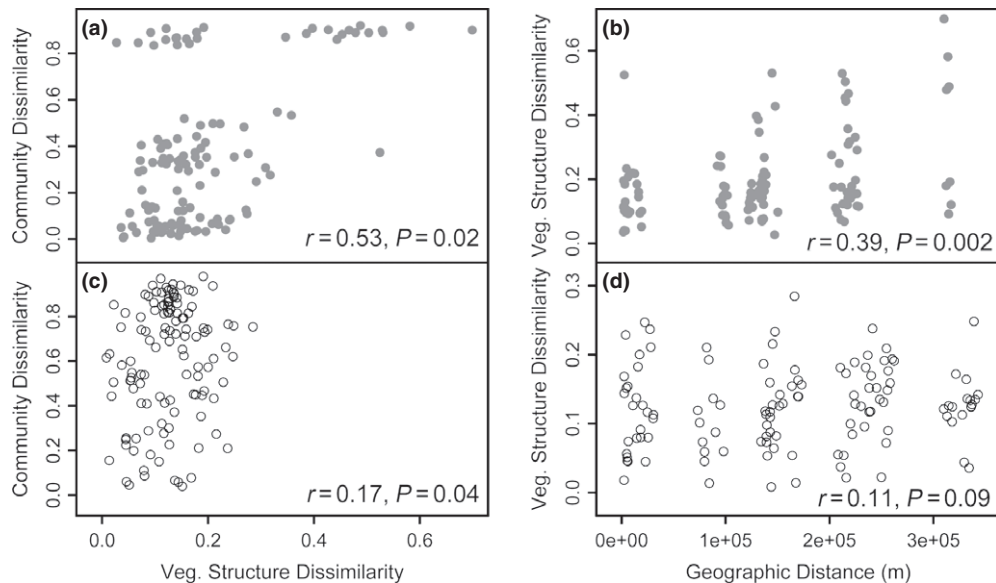 (a)
Community Dissimilarity
0.8
0.4
0.0
r = 0.53, P = 0.02
(b)
Veg. Structure Dissimilarity
0.6
0.4
0.2
0.0
r = 0.39, P = 0.002
(c)
Community Dissimilarity
0.8
0.6
0.4
0.2
0.0
r = 0.17, P = 0.04
0.0
0.2
0.4
0.6
Veg. Structure Dissimilarity
(d)
Veg. Structure Dissimilarity
0.3
0.2
0.1
0.0
r = 0.11, P = 0.09
0e+00
1e+05
2e+05
3e+05
Geographic Distance (m)